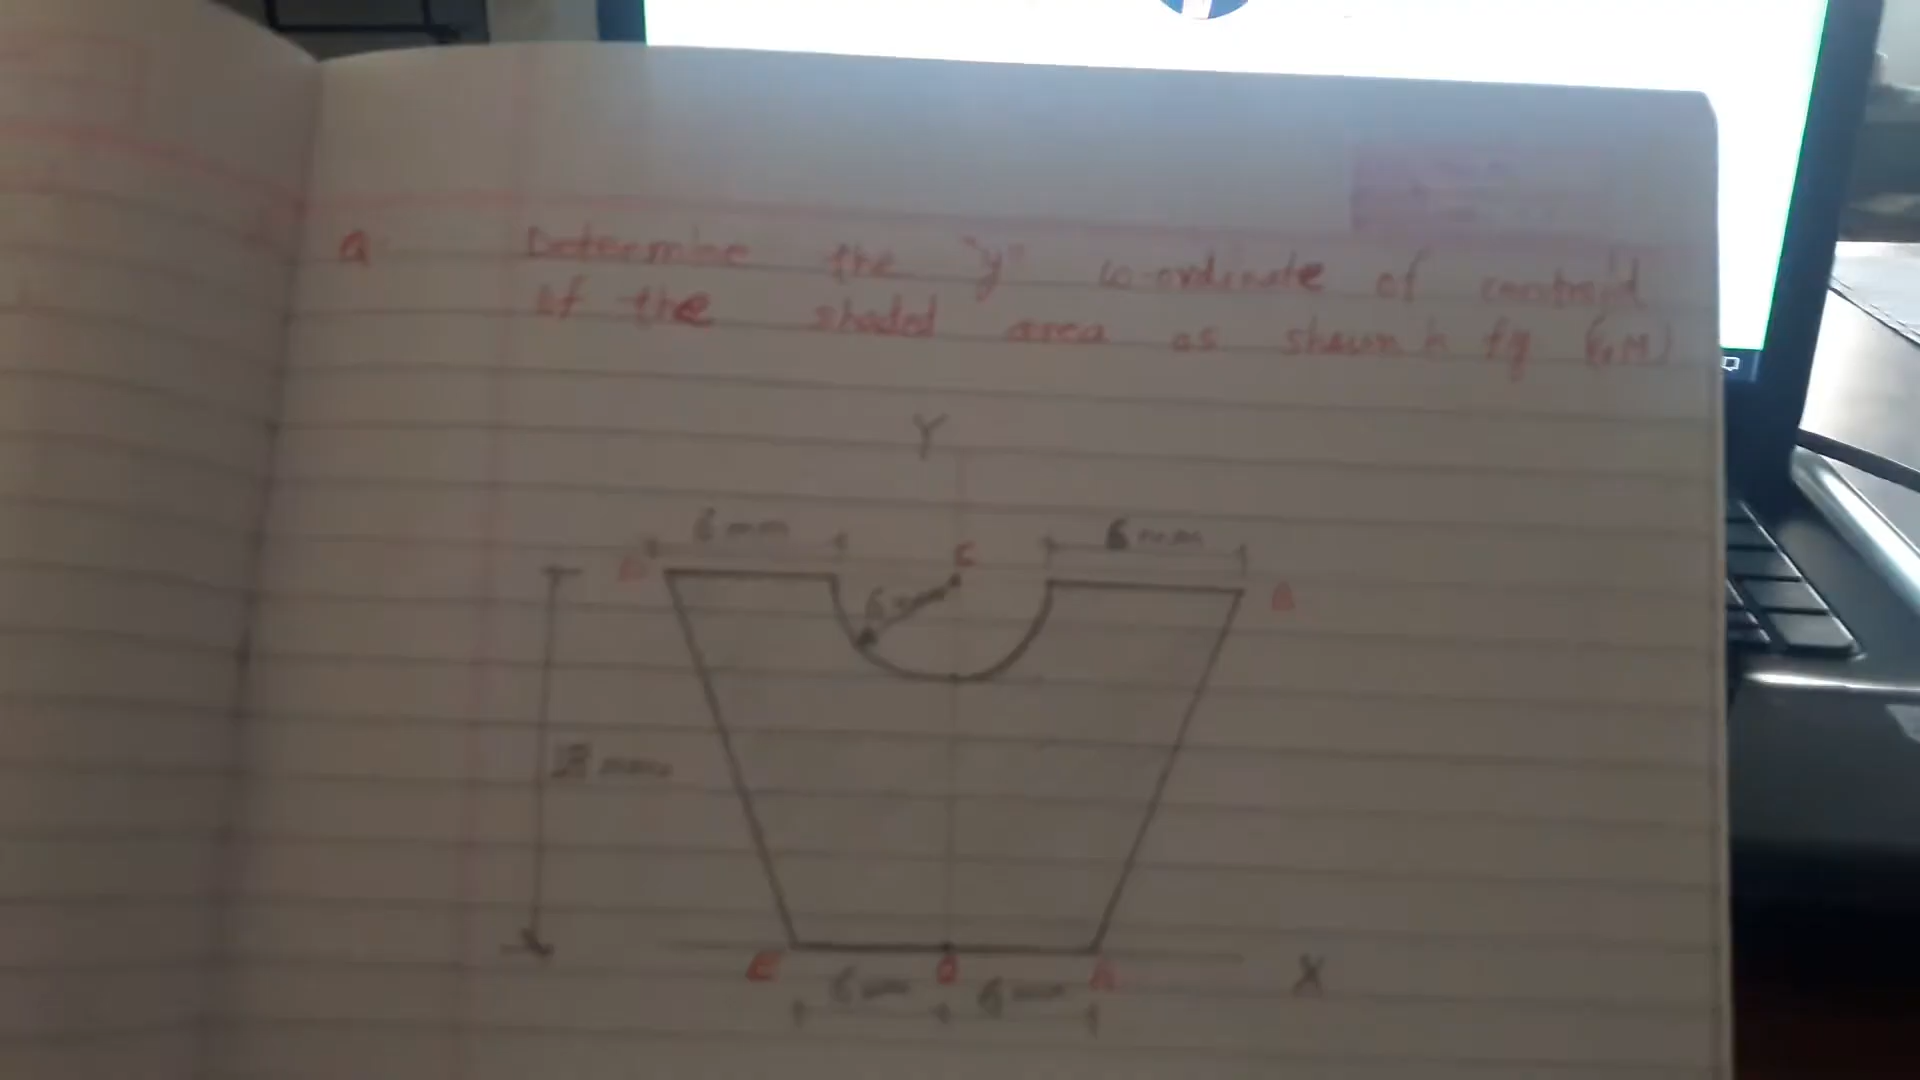 Q. Determine the "y" co-ordinate of centroid
of the shaded area as shown in fig (E.M)
Y
6 mm 6 mm
D C B
6 mm
18 mm
E O A X
6 mm 6 mm